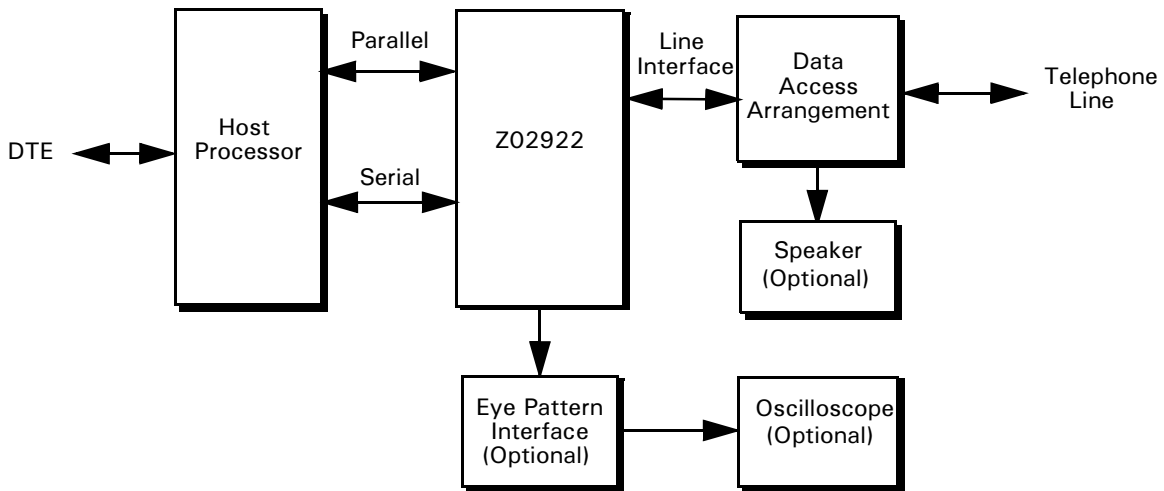 DTE
Host
Processor
Parallel
Serial
Z02922
Line
Interface
Data
Access
Arrangement
Telephone
Line
Speaker
(Optional)
Eye Pattern
Interface
(Optional)
Oscilloscope
(Optional)